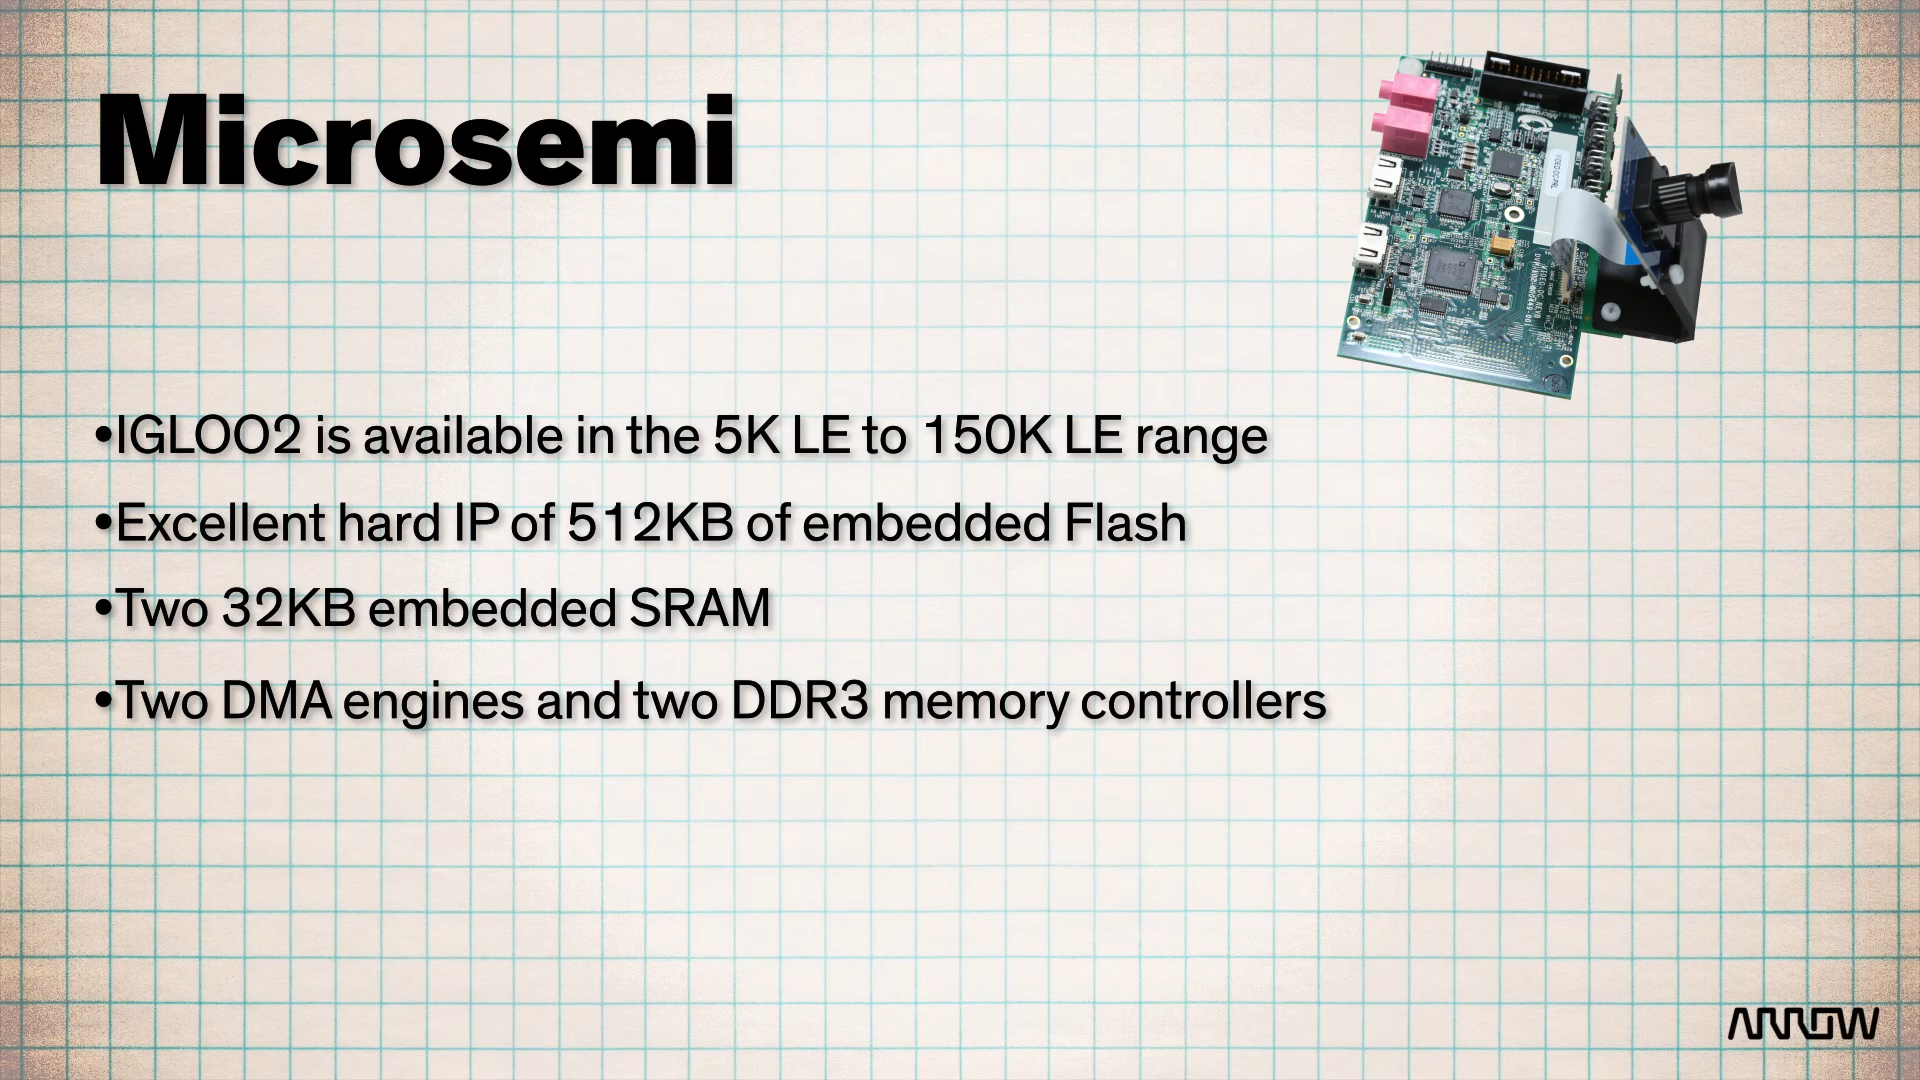 Microsemi
•IGLOO2 is available in the 5K LE to 150K LE range
•Excellent hard IP of 512KB of embedded Flash
•Two 32KB embedded SRAM
•Two DMA engines and two DDR3 memory controllers
ARROW